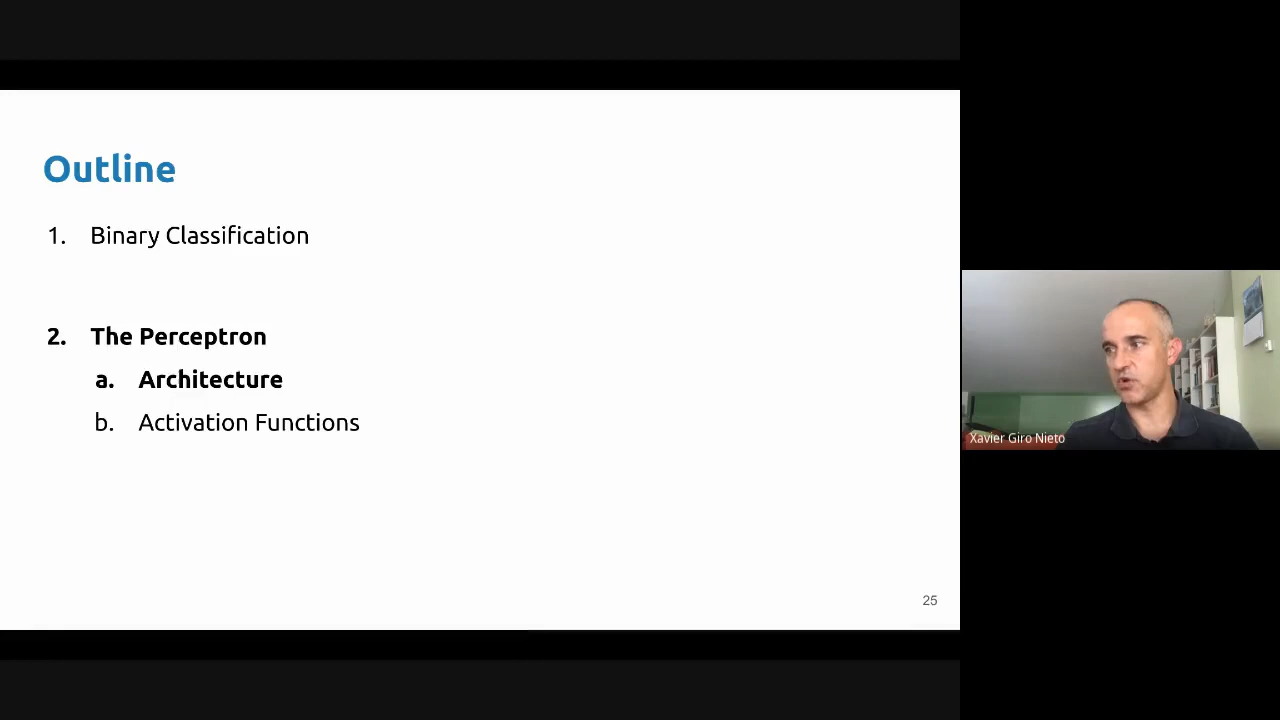 Outline
1. Binary Classification
2. The Perceptron
a. Architecture
b. Activation Functions
25
Xavier Giro Nieto